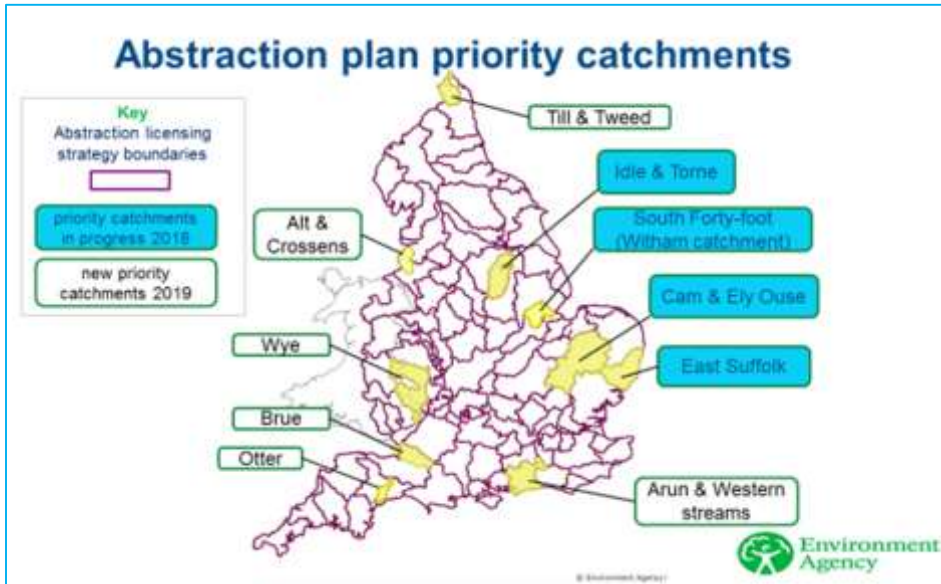 Abstraction plan priority catchments
Key
Abstraction licensing
strategy boundaries
priority catchments
in progress 2018
new priority
catchments 2019
Till & Tweed
Idle & Torne
South Forty-foot
(Witham catchment)
Alt &
Crossens
Cam & Ely Ouse
Wye
East Suffolk
Brue
Otter
Arun & Western
streams
Environment
Agency
© Environment Agency